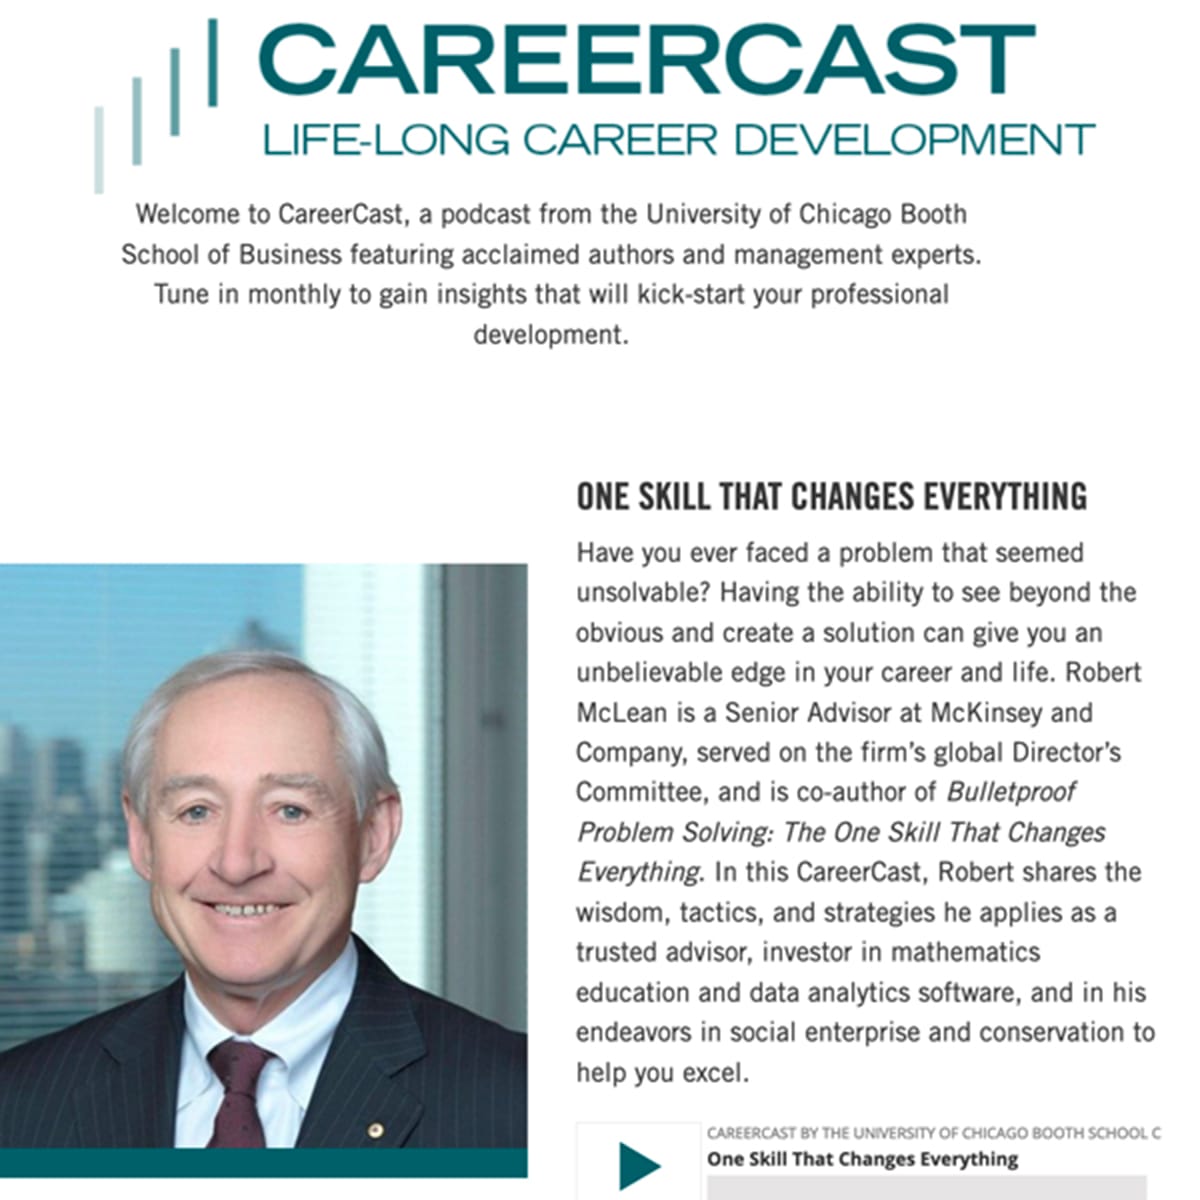 CAREERCAST
LIFE-LONG CAREER DEVELOPMENT
Welcome to CareerCast, a podcast from the University of Chicago Booth
School of Business featuring acclaimed authors and management experts.
Tune in monthly to gain insights that will kick-start your professional
development.
ONE SKILL THAT CHANGES EVERYTHING
Have you ever faced a problem that seemed
unsolvable? Having the ability to see beyond the
obvious and create a solution can give you an
unbelievable edge in your career and life. Robert
McLean is a Senior Advisor at McKinsey and
Company, served on the firm’s global Director’s
Committee, and is co-author of Bulletproof
Problem Solving: The One Skill That Changes
Everything. In this CareerCast, Robert shares the
wisdom, tactics, and strategies he applies as a
trusted advisor, investor in mathematics
education and data analytics software, and in his
endeavors in social enterprise and conservation to
help you excel.
CAREERCAST BY THE UNIVERSITY OF CHICAGO BOOTH SCHOOL C
One Skill That Changes Everything